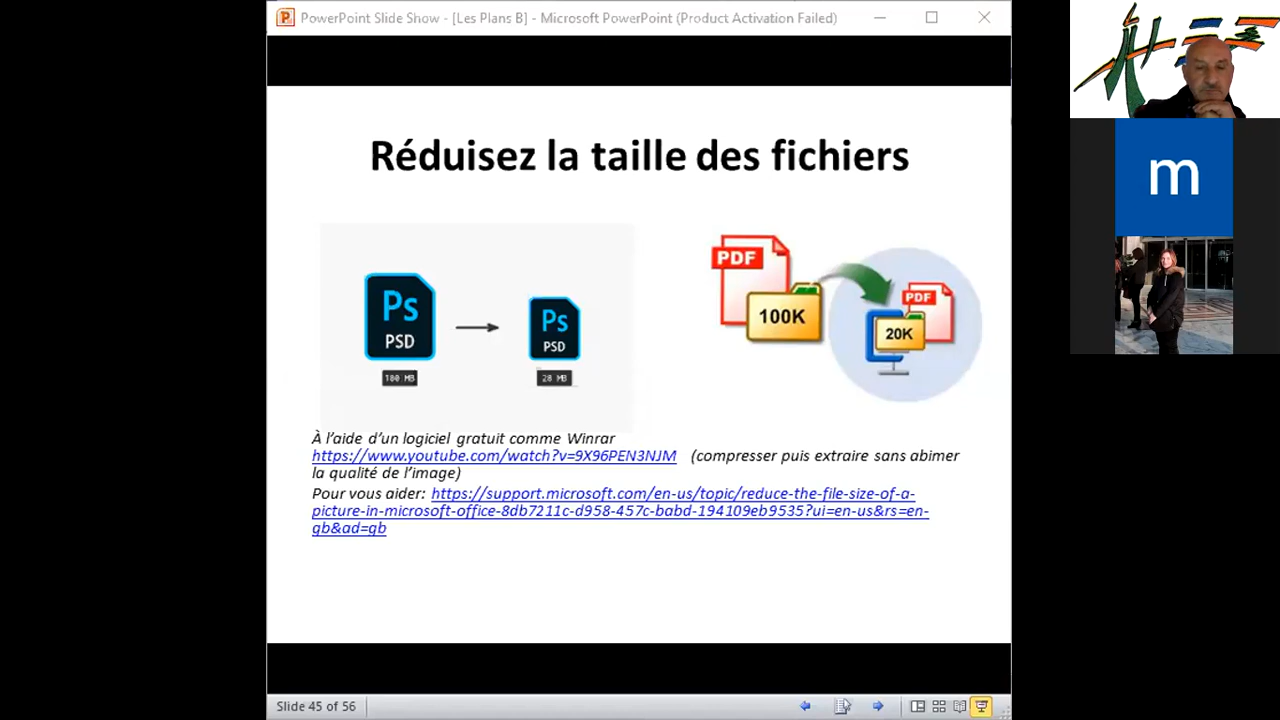 PowerPoint Slide Show - [Les Plans B] - Microsoft PowerPoint (Product Activation Failed)
Réduisez la taille des fichiers
Ps
PSD
Ps
PSD
100 MB
20 MB
PDF
100K
PDF
20K
m
À l'aide d'un logiciel gratuit comme Winrar
https://www.youtube.com/watch?v=9X96PEN3NJM (compresser puis extraire sans abimer
la qualité de l'image)
Pour vous aider: https://support.microsoft.com/en-us/topic/reduce-the-file-size-of-a-
picture-in-microsoft-office-8db7211c-d958-457c-babd-194109eb9535?ui=en-us&rs=en-
gb&ad=gb
Slide 45 of 56